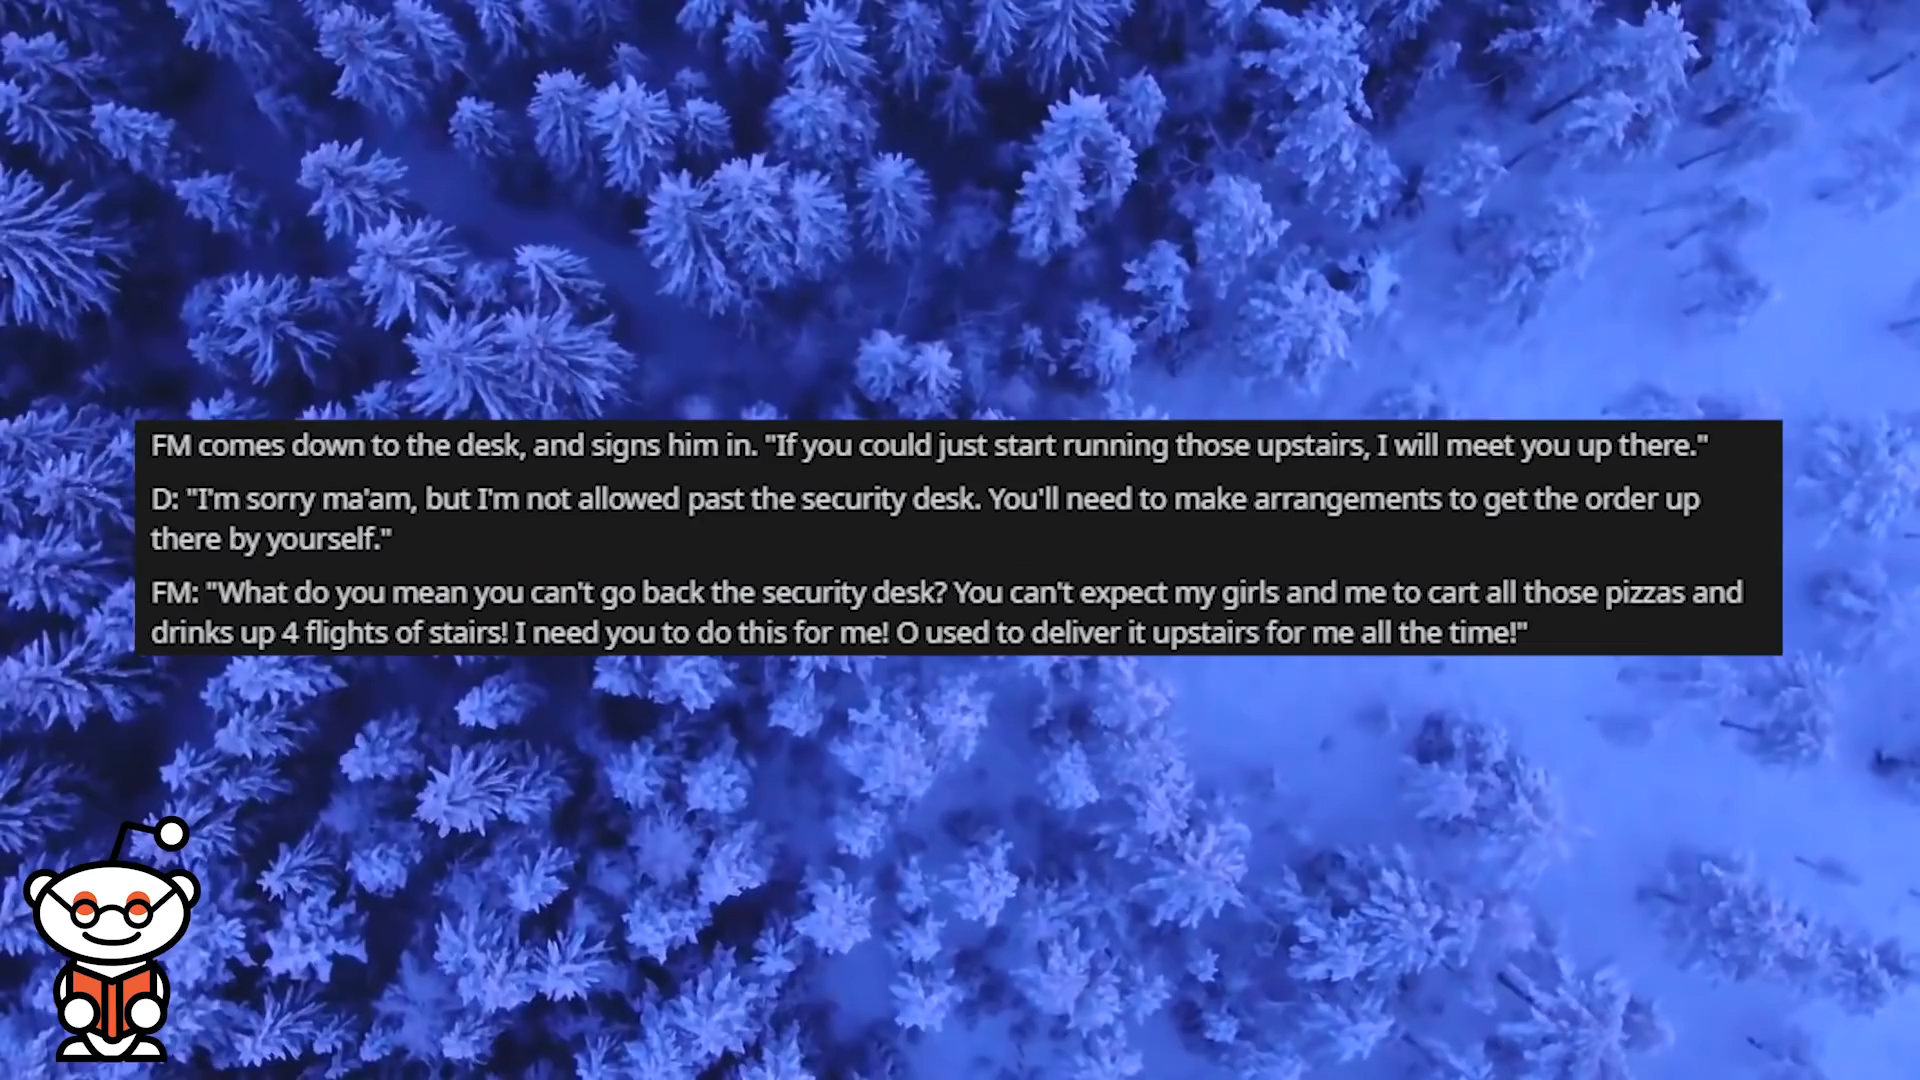 FM comes down to the desk, and signs him in. "If you could just start running those upstairs, I will meet you up there."
D: "I'm sorry ma'am, but I'm not allowed past the security desk. You'll need to make arrangements to get the order up
there by yourself."
FM: "What do you mean you can't go back the security desk? You can't expect my girls and me to cart all those pizzas and
drinks up 4 flights of stairs! I need you to do this for me! O used to deliver it upstairs for me all the time!"